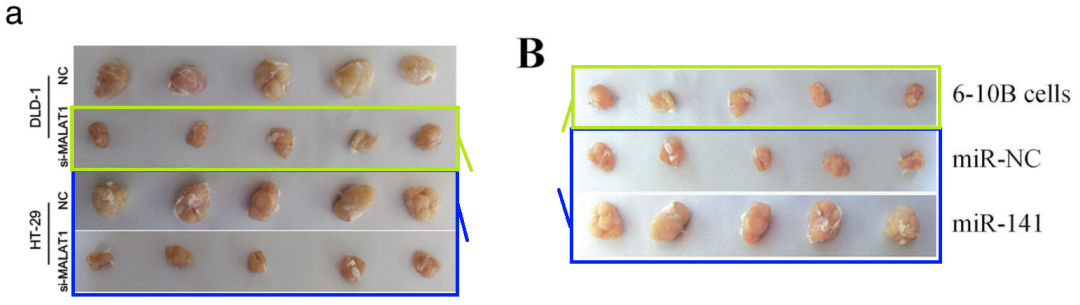 a
DLD-1
NC
si-MALAT1
HT-29
NC
si-MALAT1
B
6-10B cells
miR-NC
miR-141